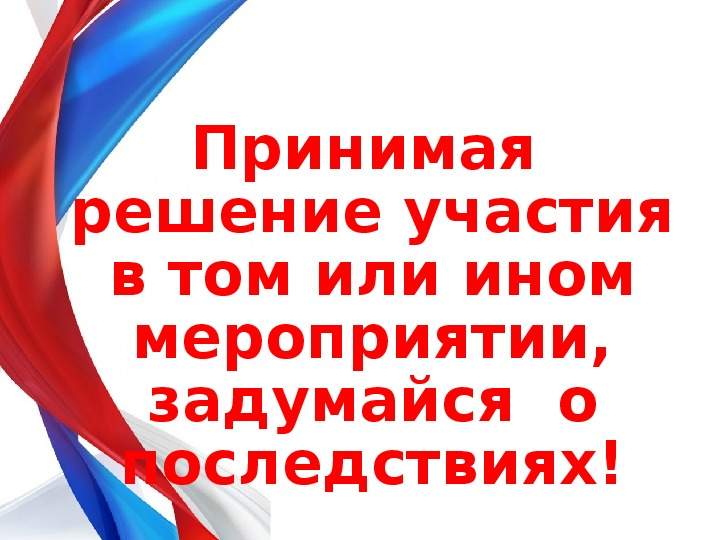 Принимая
решение участия
в том или ином
мероприятии,
задумайся  о
последствиях!